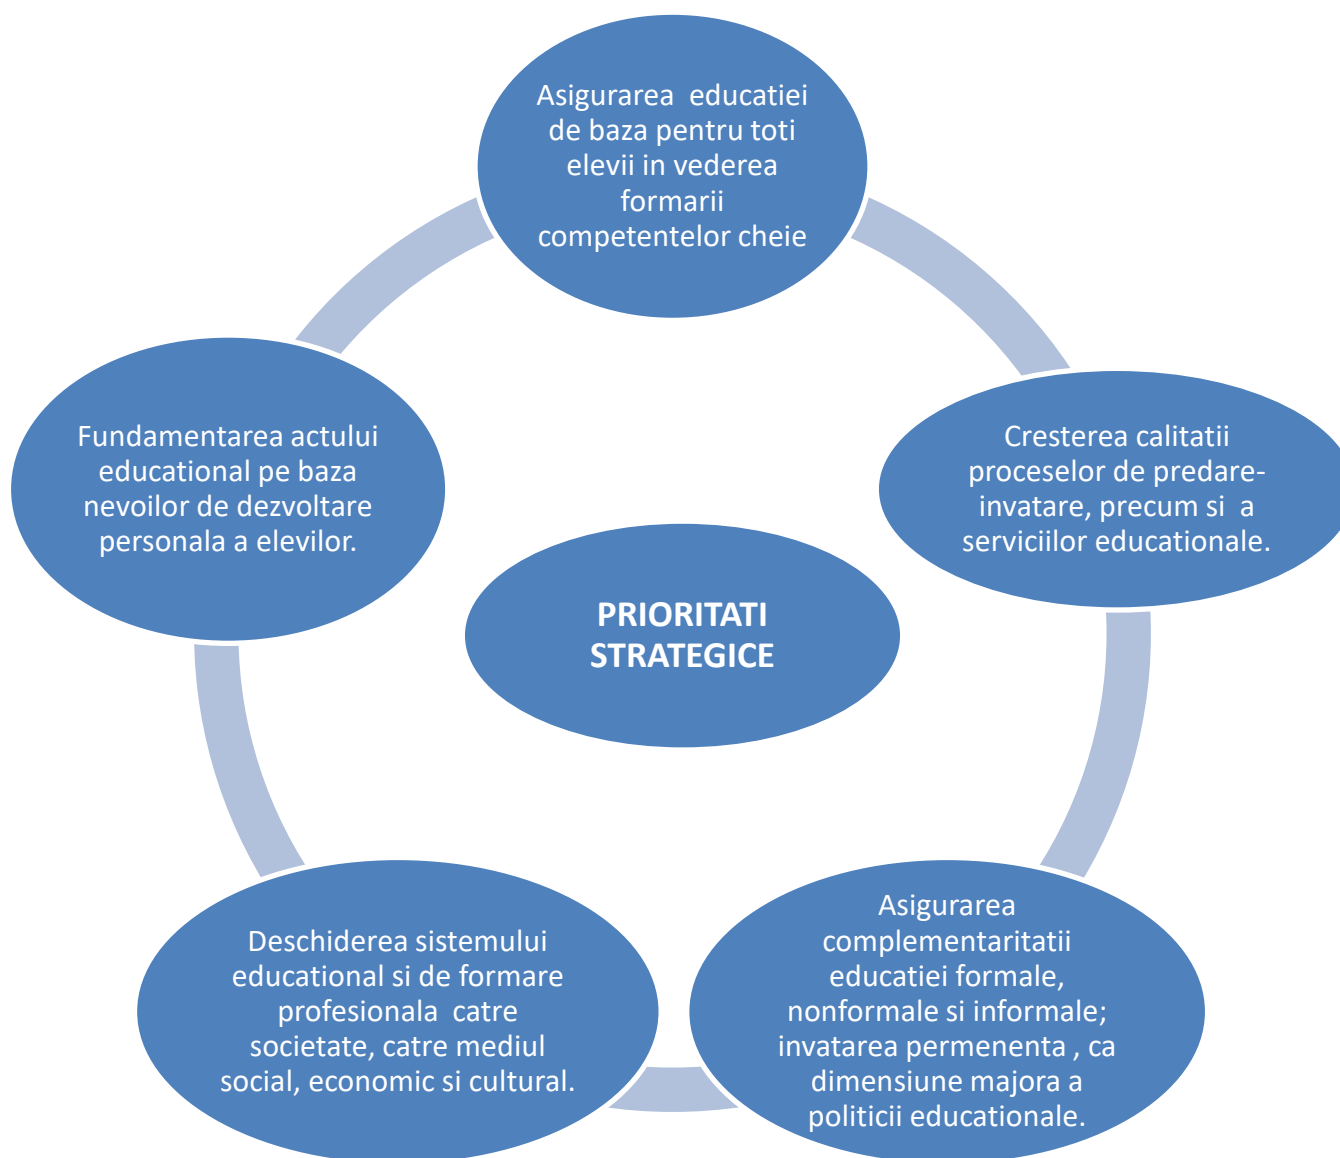 Asigurarea educatiei
de baza pentru toti
elevii in vederea
formarii
competentelor cheie
Cresterea calitatii
proceselor de predare-
invatare, precum si a
serviciilor educationale.
Asigurarea
complementaritatii
educatiei formale,
nonformale si informale;
invatarea permenenta , ca
dimensiune majora a
politicii educationale.
Deschiderea sistemului
educational si de formare
profesionala catre
societate, catre mediul
social, economic si cultural.
Fundamentarea actului
educational pe baza
nevoilor de dezvoltare
personala a elevilor.
PRIORITATI
STRATEGICE